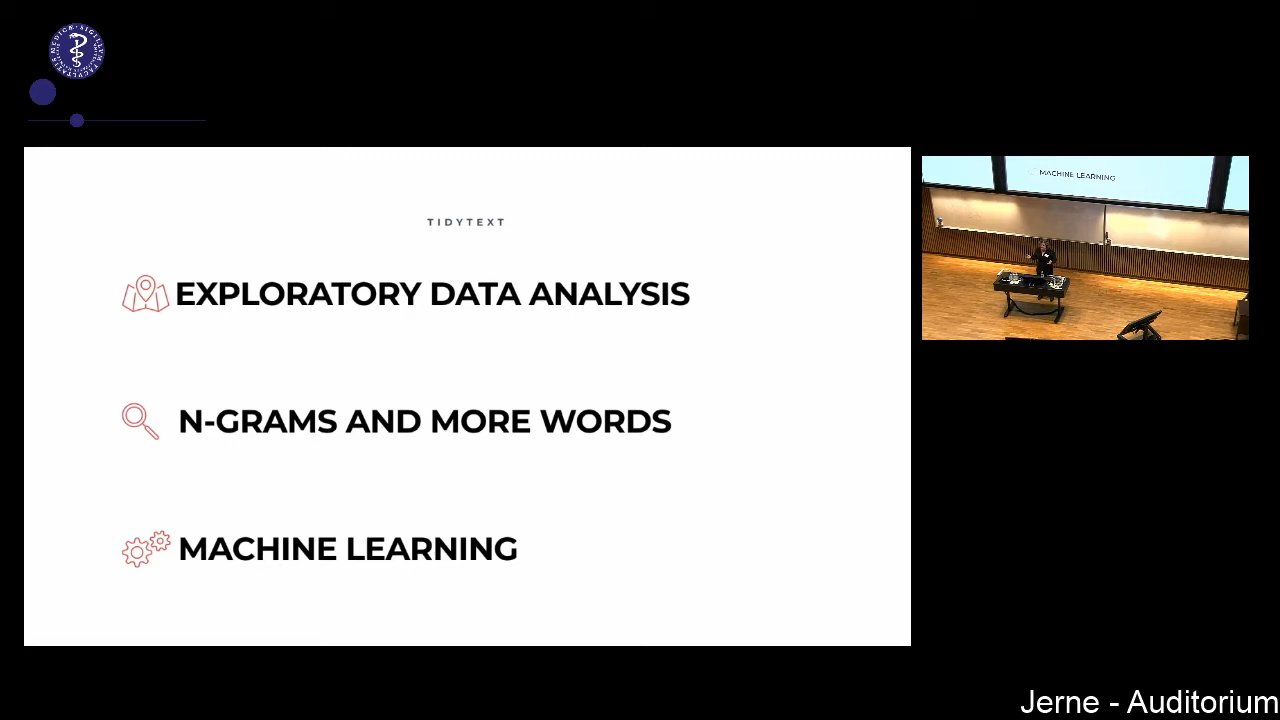 TIDYTEXT
EXPLORATORY DATA ANALYSIS
N-GRAMS AND MORE WORDS
MACHINE LEARNING
MACHINE LEARNING
Jerne - Auditorium